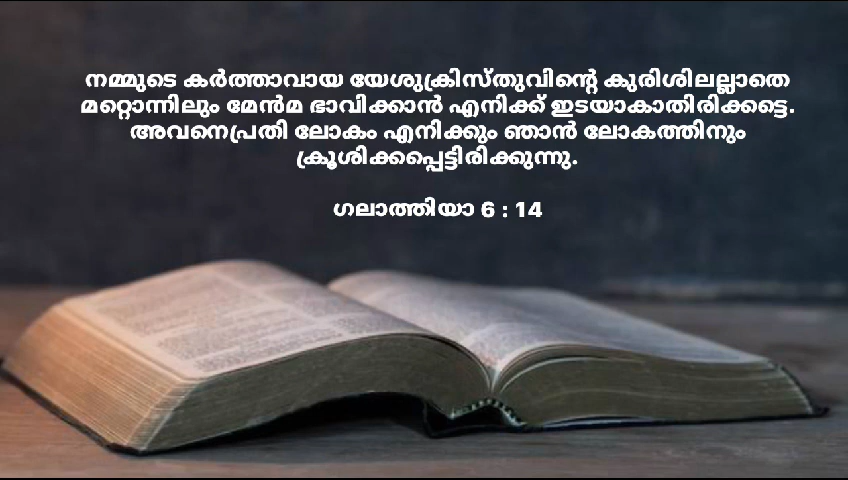 നമ്മുടെ കർത്താവായ യേശുക്രിസ്തുവിന്റെ കുരിശിലല്ലാതെ
മറ്റൊന്നിലും മേൻമ ഭാവിക്കാൻ എനിക്ക് ഇടയാകാതിരിക്കട്ടെ.
അവനെപ്രതി ലോകം എനിക്കും ഞാൻ ലോകത്തിനും
ക്രൂശിക്കപ്പെട്ടിരിക്കുന്നു.
ഗലാത്തിയാ 6 : 14